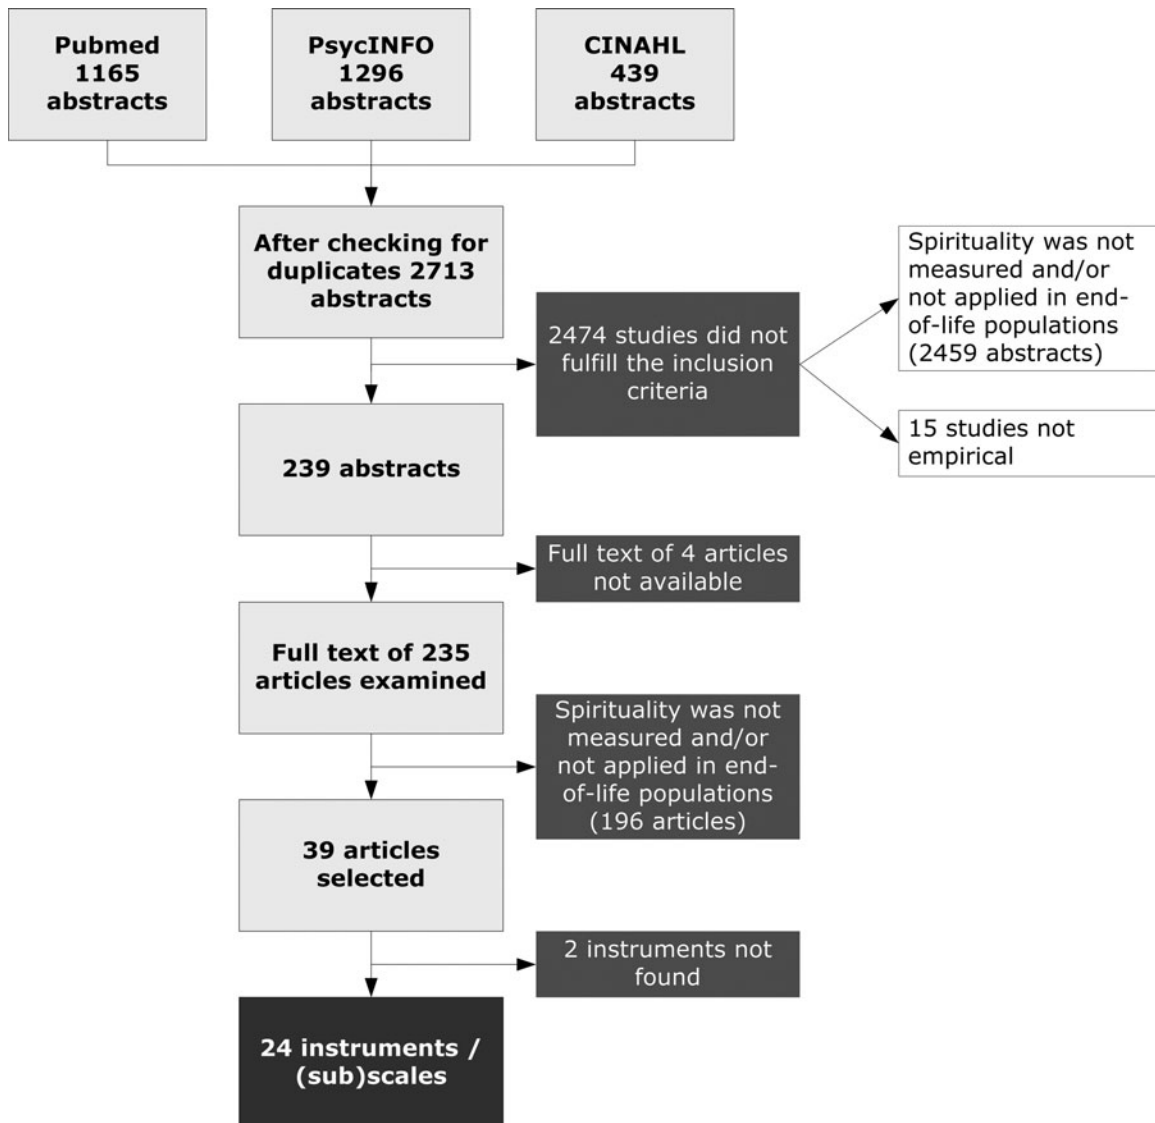 Pubmed
1165
abstracts
PsycINFO
1296
abstracts
CINAHL
439
abstracts
After checking for
duplicates 2713
abstracts
2474 studies did not
fulfill the inclusion
criteria
Spirituality was not
measured and/or
not applied in end-
of-life populations
(2459 abstracts)
15 studies not
empirical
239 abstracts
Full text of 4 articles
not available
Full text of 235
articles examined
Spirituality was not
measured and/or
not applied in end-
of-life populations
(196 articles)
39 articles
selected
2 instruments not
found
24 instruments /
(sub)scales